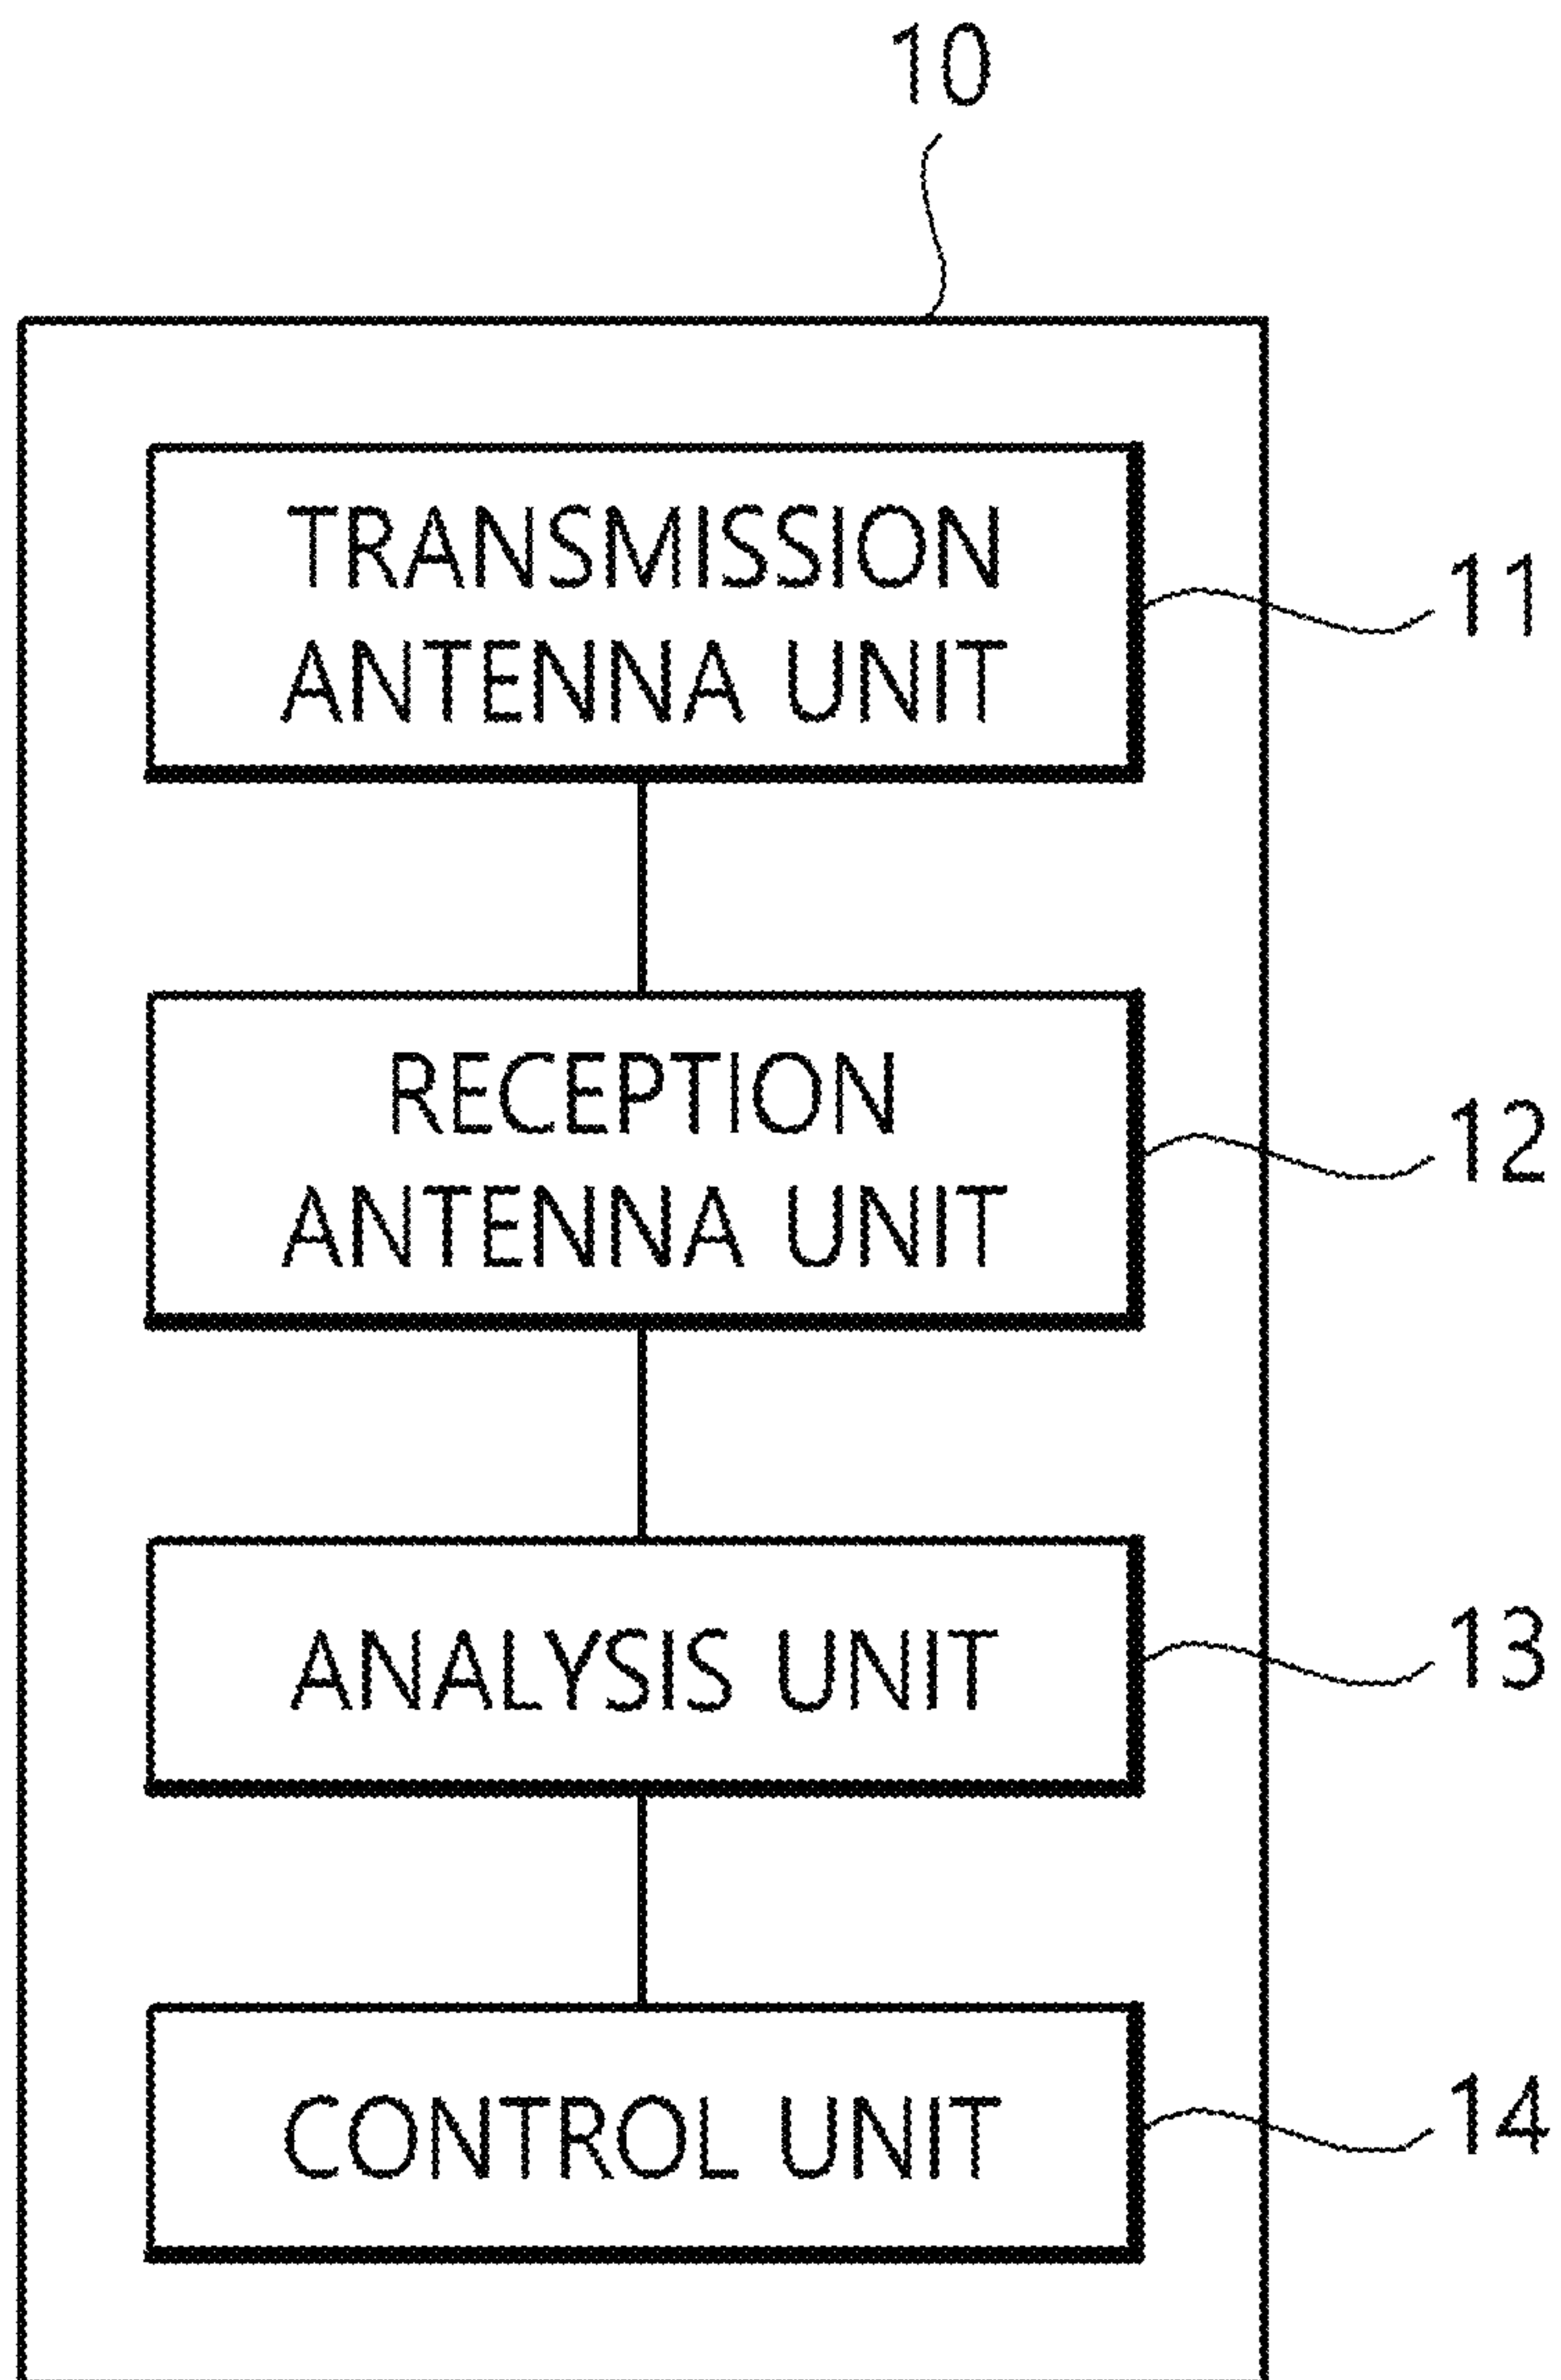 10
TRANSMISSION
ANTENNA UNIT
11
RECEPTION
ANTENNA UNIT
12
ANALYSIS UNIT
13
CONTROL UNIT
14